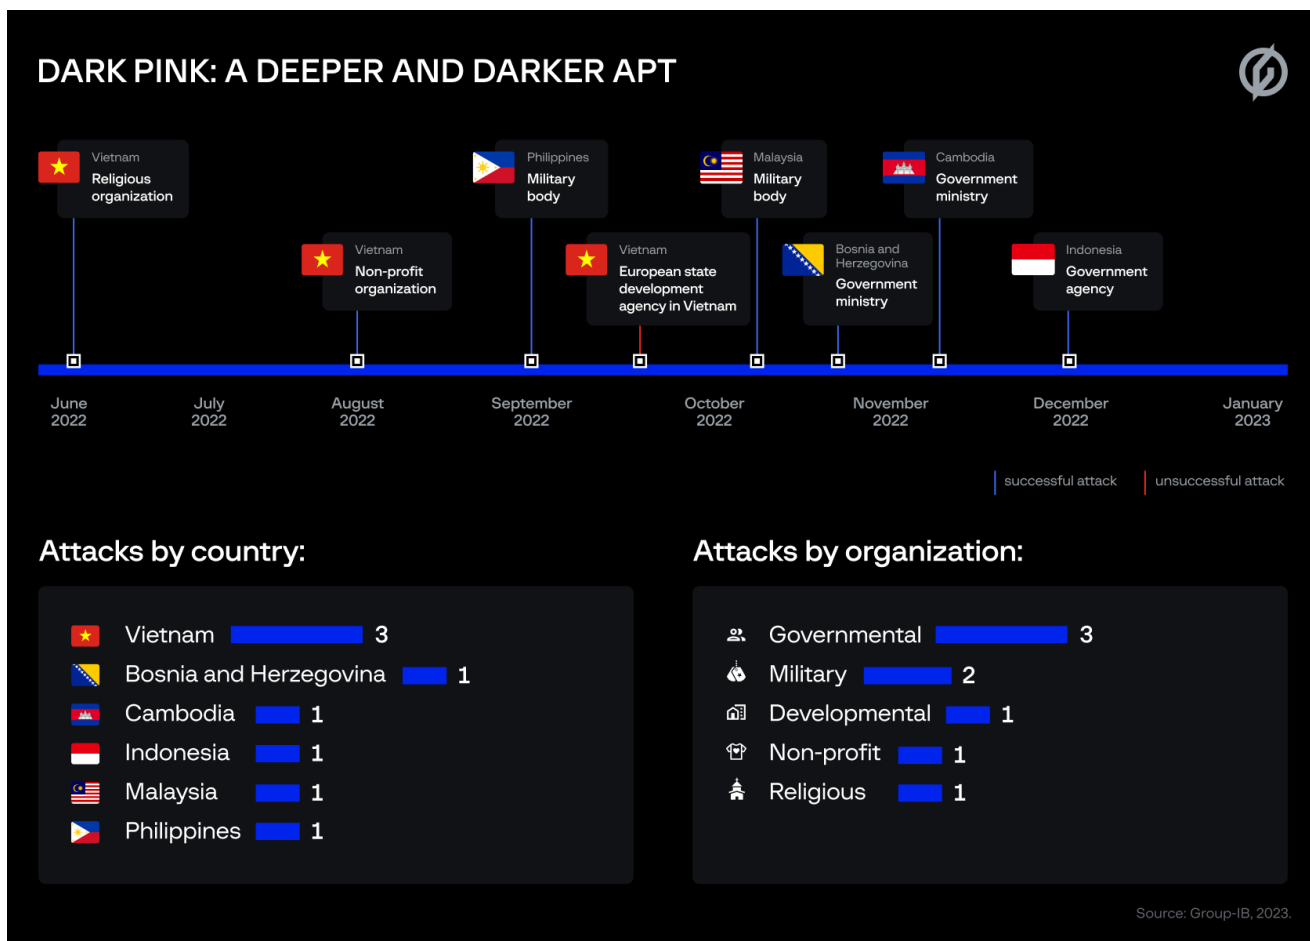 DARK PINK: A DEEPER AND DARKER APT
Vietnam
Religious
organization
Philippines
Military
body
Malaysia
Military
body
Cambodia
Government
ministry
Vietnam
Non-profit
organization
Vietnam
European state
development
agency in Vietnam
Bosnia and
Herzegovina
Government
ministry
Indonesia
Government
agency
June
2022
July
2022
August
2022
September
2022
October
2022
November
2022
December
2022
January
2023
successful attack
unsuccessful attack
Attacks by country:
Vietnam 3
Bosnia and Herzegovina 1
Cambodia 1
Indonesia 1
Malaysia 1
Philippines 1
Attacks by organization:
Governmental 3
Military 2
Developmental 1
Non-profit 1
Religious 1
Source: Group-IB, 2023.